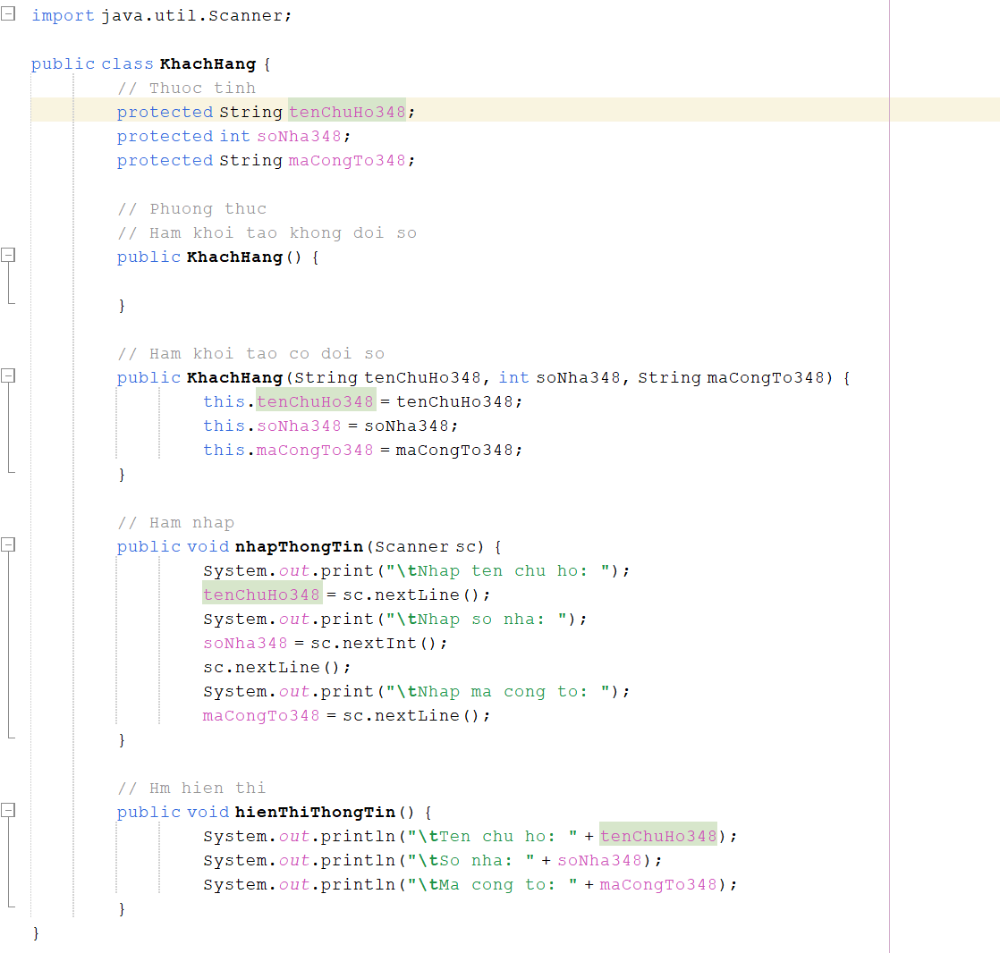 import java.util.Scanner;
public class KhachHang {
// Thuoc tinh
protected String tenChuHo348;
protected int soNha348;
protected String maCongTo348;
// Phuong thuc
// Ham khoi tao khong doi so
public KhachHang() {
}
// Ham khoi tao co doi so
public KhachHang(String tenChuHo348, int soNha348, String maCongTo348) {
this.tenChuHo348 = tenChuHo348;
this.soNha348 = soNha348;
this.maCongTo348 = maCongTo348;
}
// Ham nhap
public void nhapThongTin(Scanner sc) {
System.out.print("\tNhap ten chu ho: ");
tenChuHo348 = sc.nextLine();
System.out.print("\tNhap so nha: ");
soNha348 = sc.nextInt();
sc.nextLine();
System.out.print("\tNhap ma cong to: ");
maCongTo348 = sc.nextLine();
}
// Hm hien thi
public void hienThiThongTin() {
System.out.println("\tTen chu ho: " + tenChuHo348);
System.out.println("\tSo nha: " + soNha348);
System.out.println("\tMa cong to: " + maCongTo348);
}
}